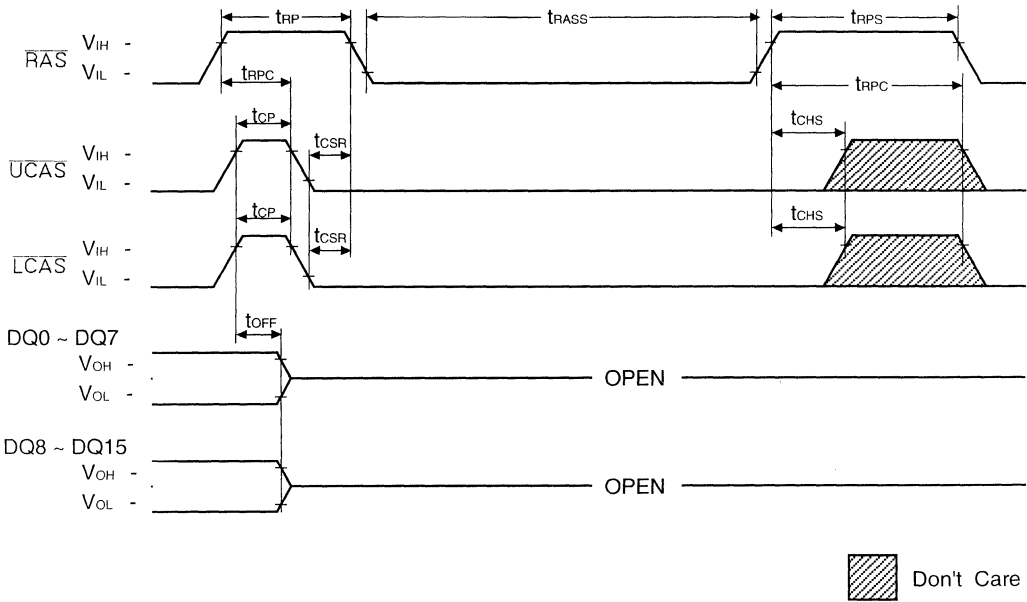 tRP
tRASS
tRPS
RAS
VIH -
VIL -
tRPC
tRPC
tCP
tCSR
tCHS
UCAS
VIH -
VIL -
tCP
tCSR
tCHS
LCAS
VIH -
VIL -
tOFF
DQ0 ~ DQ7
VOH -
VOL -
OPEN
DQ8 ~ DQ15
VOH -
VOL -
OPEN
Don't Care